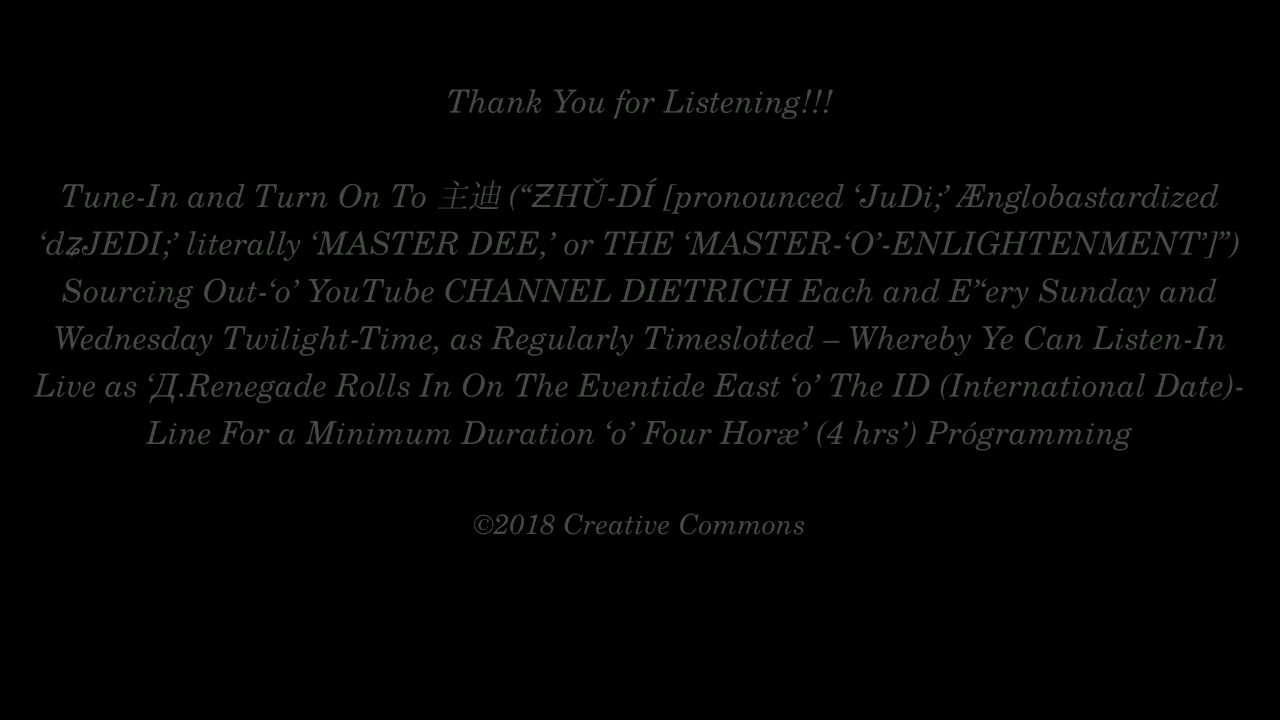 Thank You for Listening!!!
Tune-In and Turn On To 主迪 (“ƵHǓ-DÍ [pronounced ‘JuDi;’ Ænglobastardized
‘dʑJEDI;’ literally ‘MASTER DEE,’ or THE ‘MASTER-‘O’-ENLIGHTENMENT’]”)
Sourcing Out-‘o’ YouTube CHANNEL DIETRICH Each and E”‘ery Sunday and
Wednesday Twilight-Time, as Regularly Timeslotted – Whereby Ye Can Listen-In
Live as ‘Д.Renegade Rolls In On The Eventide East ‘o’ The ID (International Date)-
Line For a Minimum Duration ‘o’ Four Horæ’ (4 hrs’) Prógramming
©2018 Creative Commons